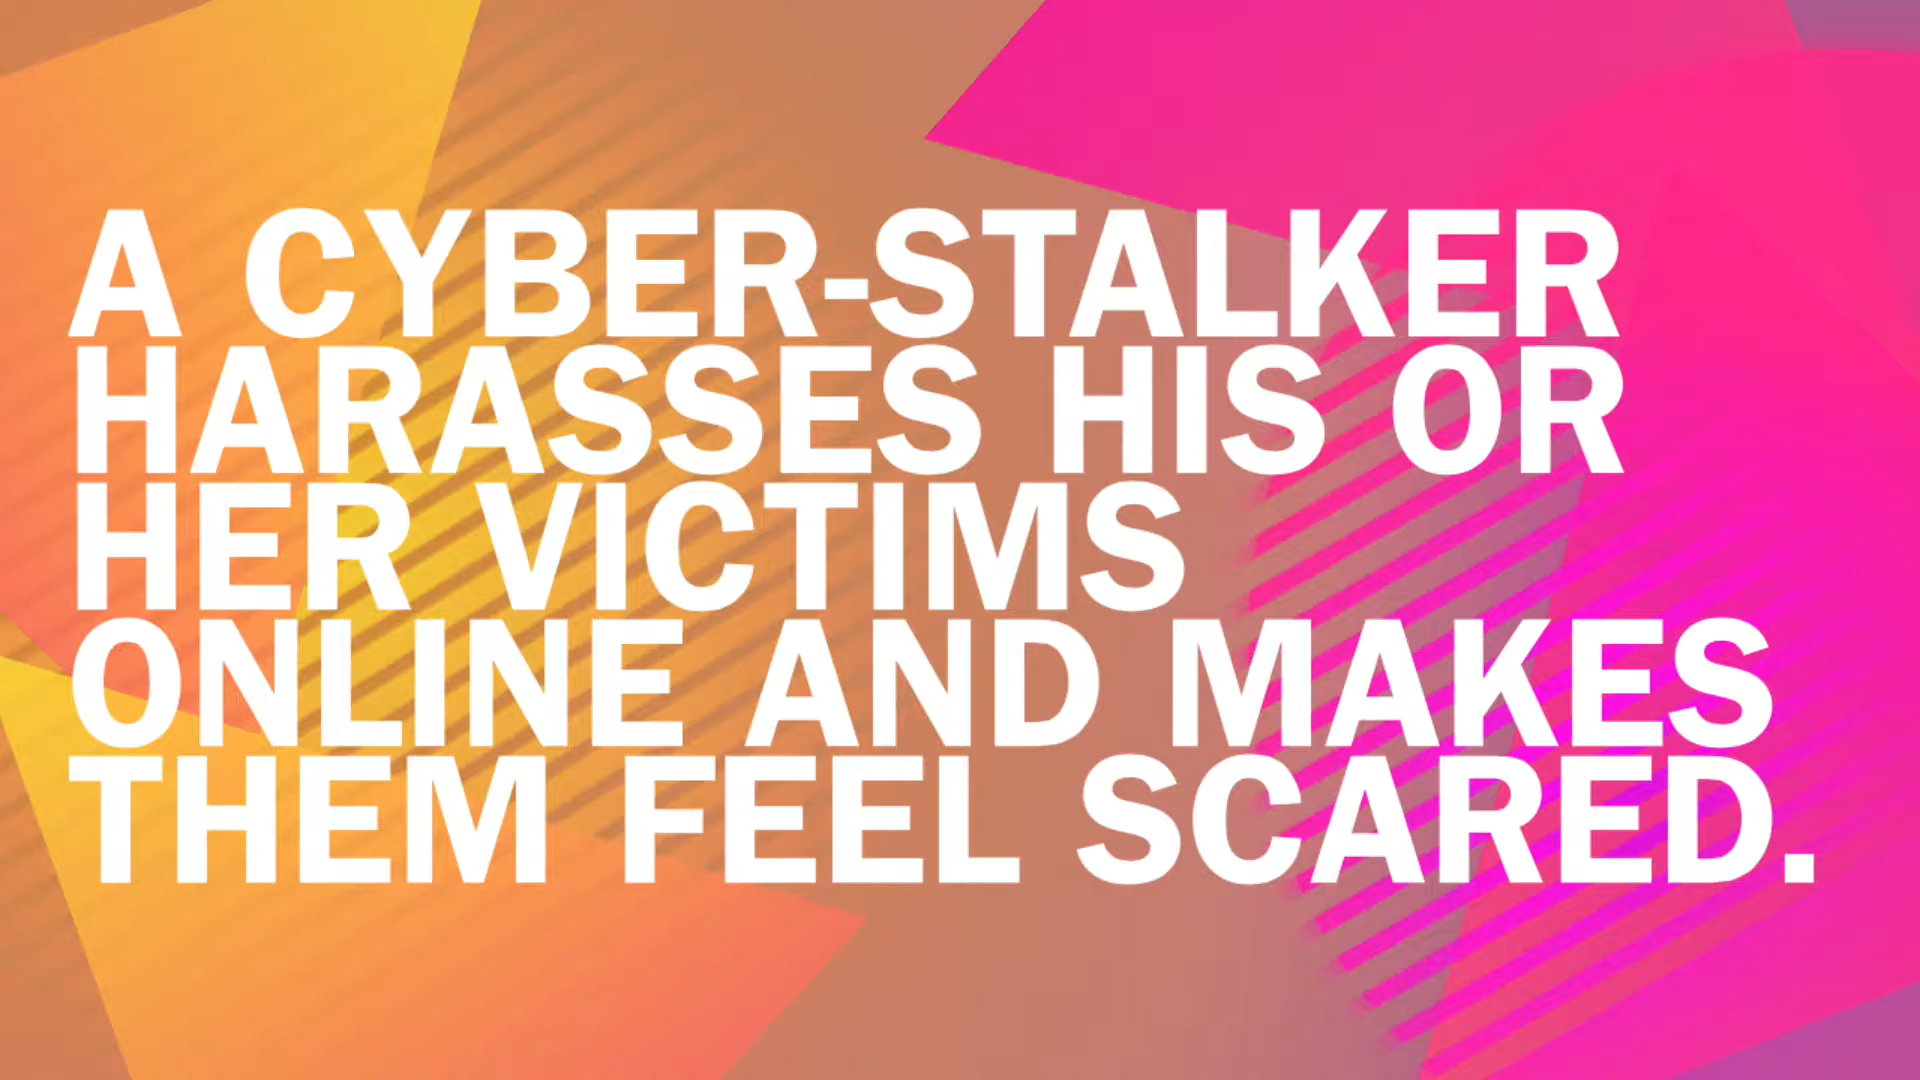 A CYBER-STALKER
HARASSES HIS OR
HER VICTIMS
ONLINE AND MAKES
THEM FEEL SCARED.